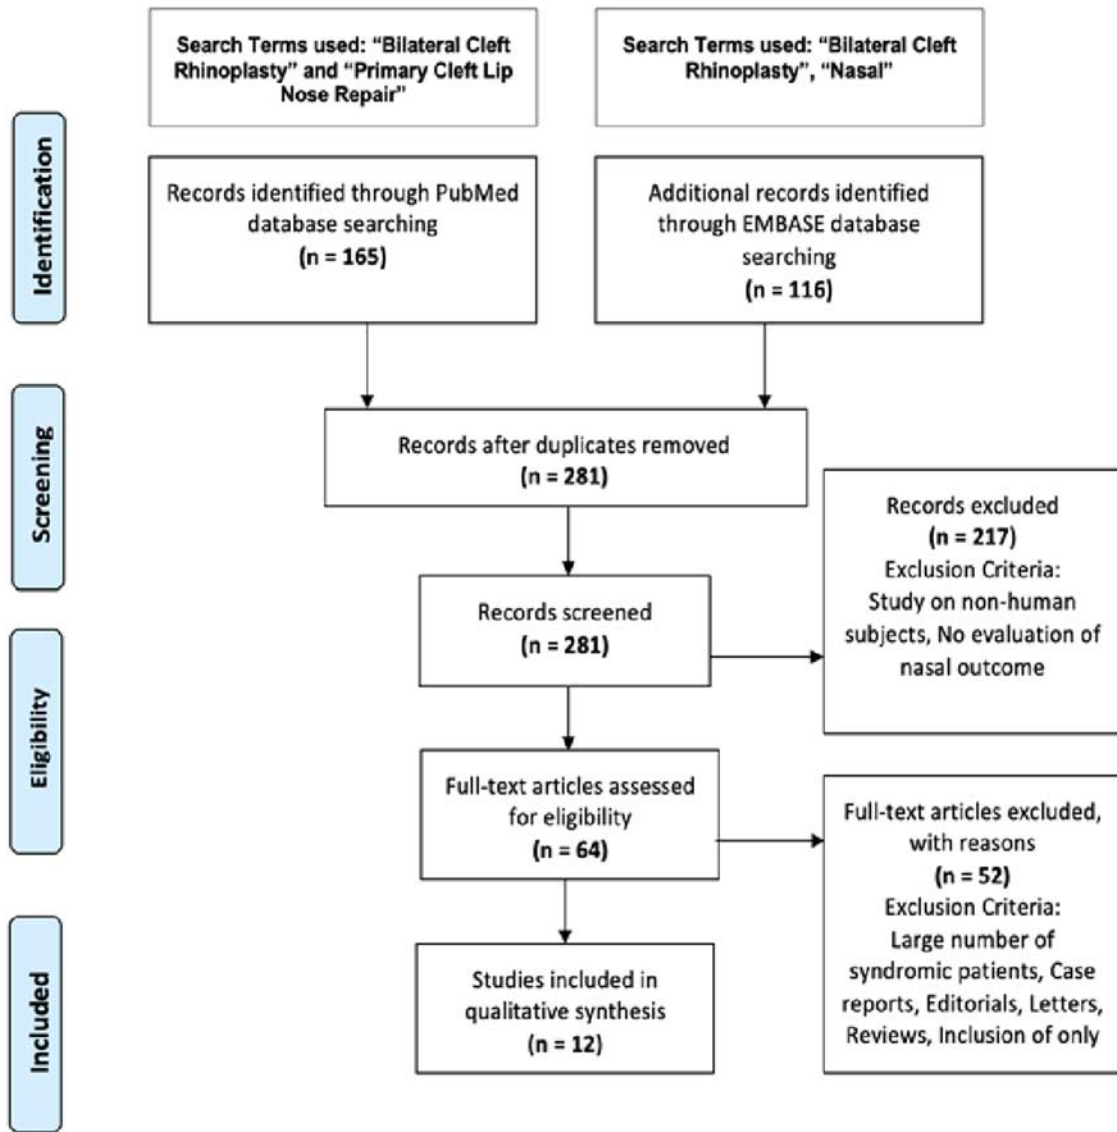 Search Terms used: “Bilateral Cleft
Rhinoplasty” and “Primary Cleft Lip
Nose Repair”
Search Terms used: “Bilateral Cleft
Rhinoplasty”, “Nasal”
Identification
Records identified through PubMed
database searching
(n = 165)
Additional records identified
through EMBASE database
searching
(n = 116)
Screening
Records after duplicates removed
(n = 281)
Records screened
(n = 281)
Records excluded
(n = 217)
Exclusion Criteria:
Study on non-human
subjects, No evaluation of
nasal outcome
Eligibility
Full-text articles assessed
for eligibility
(n = 64)
Full-text articles excluded,
with reasons
(n = 52)
Exclusion Criteria:
Large number of
syndromic patients, Case
reports, Editorials, Letters,
Reviews, Inclusion of only
Included
Studies included in
qualitative synthesis
(n = 12)